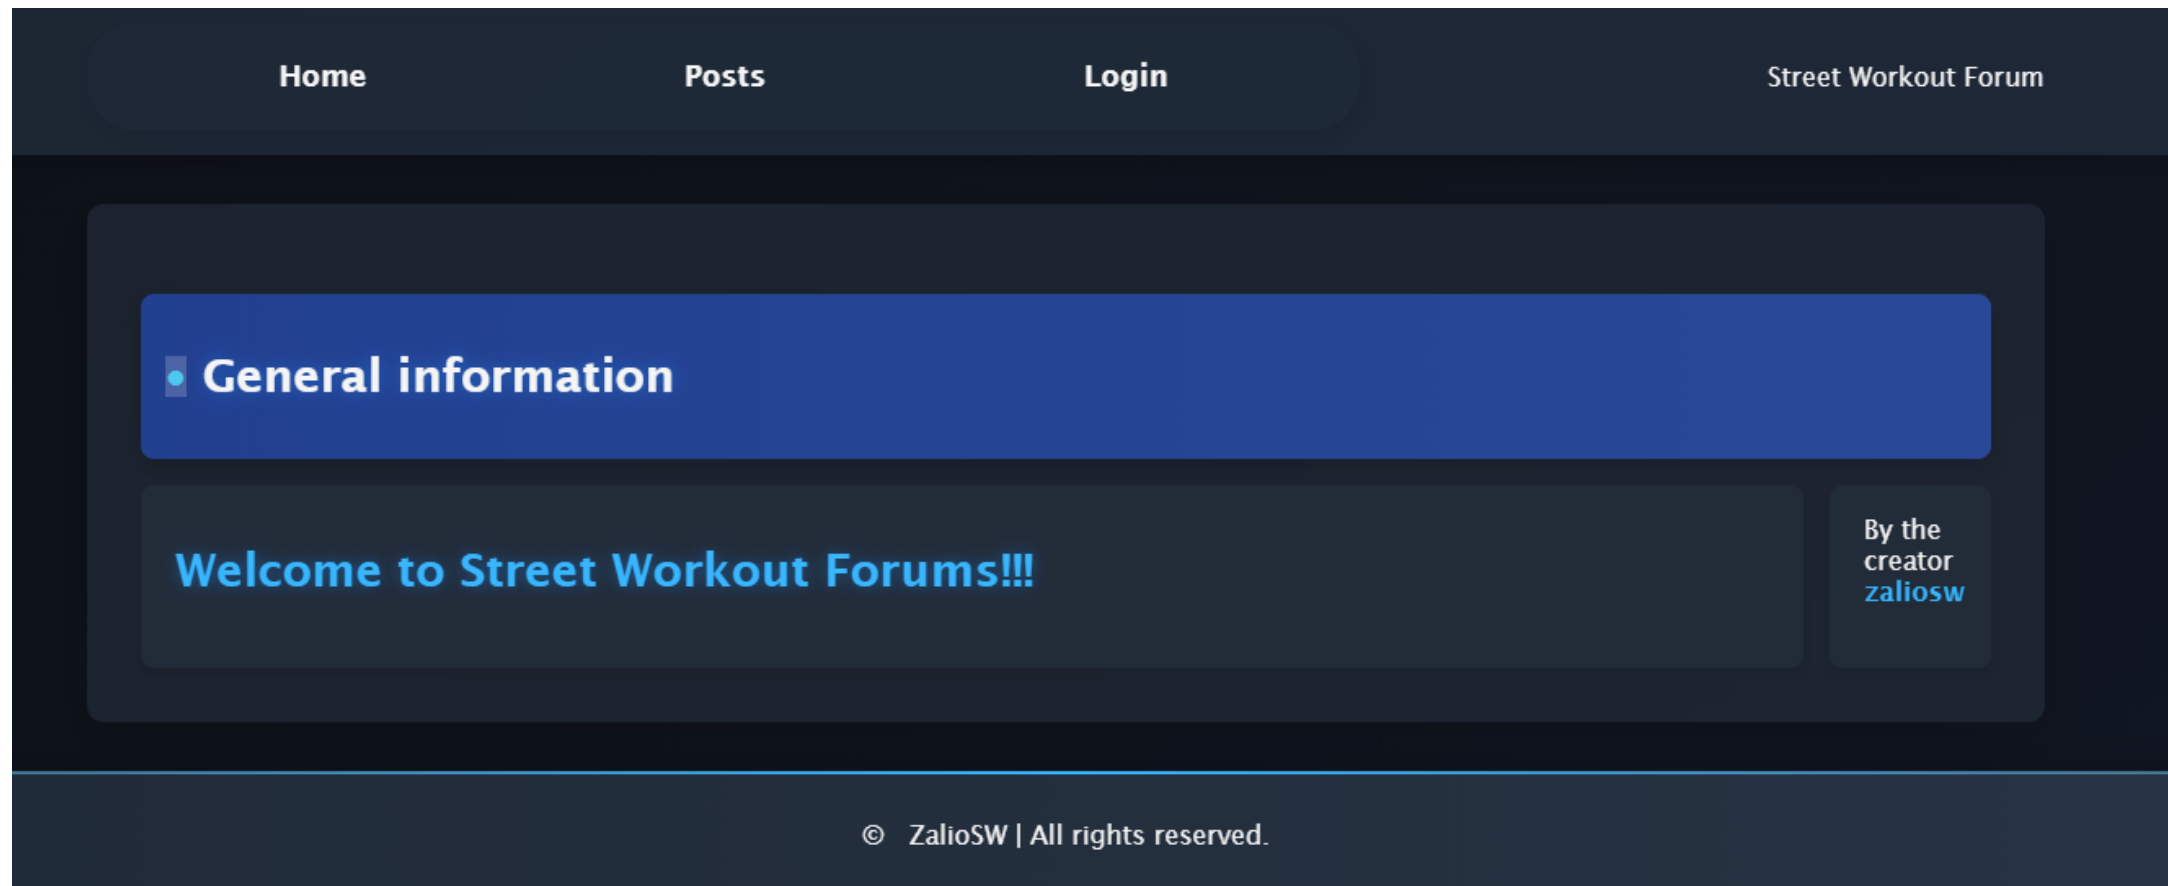 Home Posts Login Street Workout Forum
• General information
Welcome to Street Workout Forums!!!
By the
creator
zaliosw
© ZalioSW | All rights reserved.